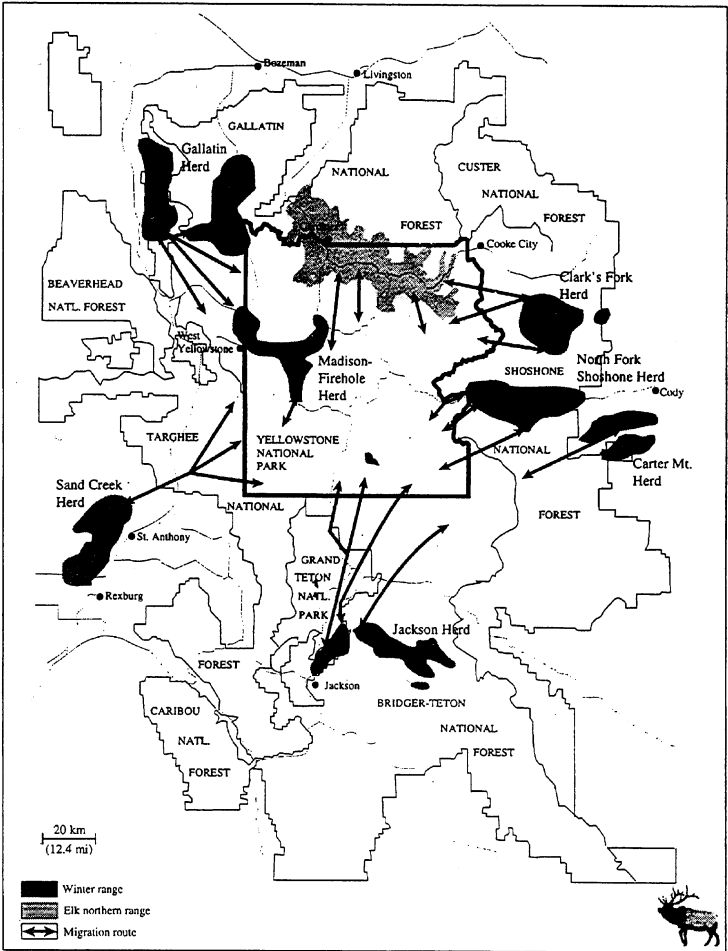 Bozeman
Livingston
GALLATIN
Gallatin
Herd
NATIONAL
CUSTER
NATIONAL
FOREST
FOREST
Cooke City
Clark's Fork
Herd
BEAVERHEAD
NATL. FOREST
West
Yellowstone
Madison-
Firehole
Herd
SHOSHONE
North Fork
Shoshone Herd
Cody
TARGHEE
YELLOWSTONE
NATIONAL
PARK
NATIONAL
Carter Mt.
Herd
Sand Creek
Herd
NATIONAL
FOREST
St. Anthony
GRAND
TETON
NATL.
PARK
Rexburg
Jackson Herd
FOREST
Jackson
BRIDGER-TETON
CARIBOU
NATL.
FOREST
NATIONAL
FOREST
20 km
(12.4 mi)
Winter range
Elk northern range
Migration route